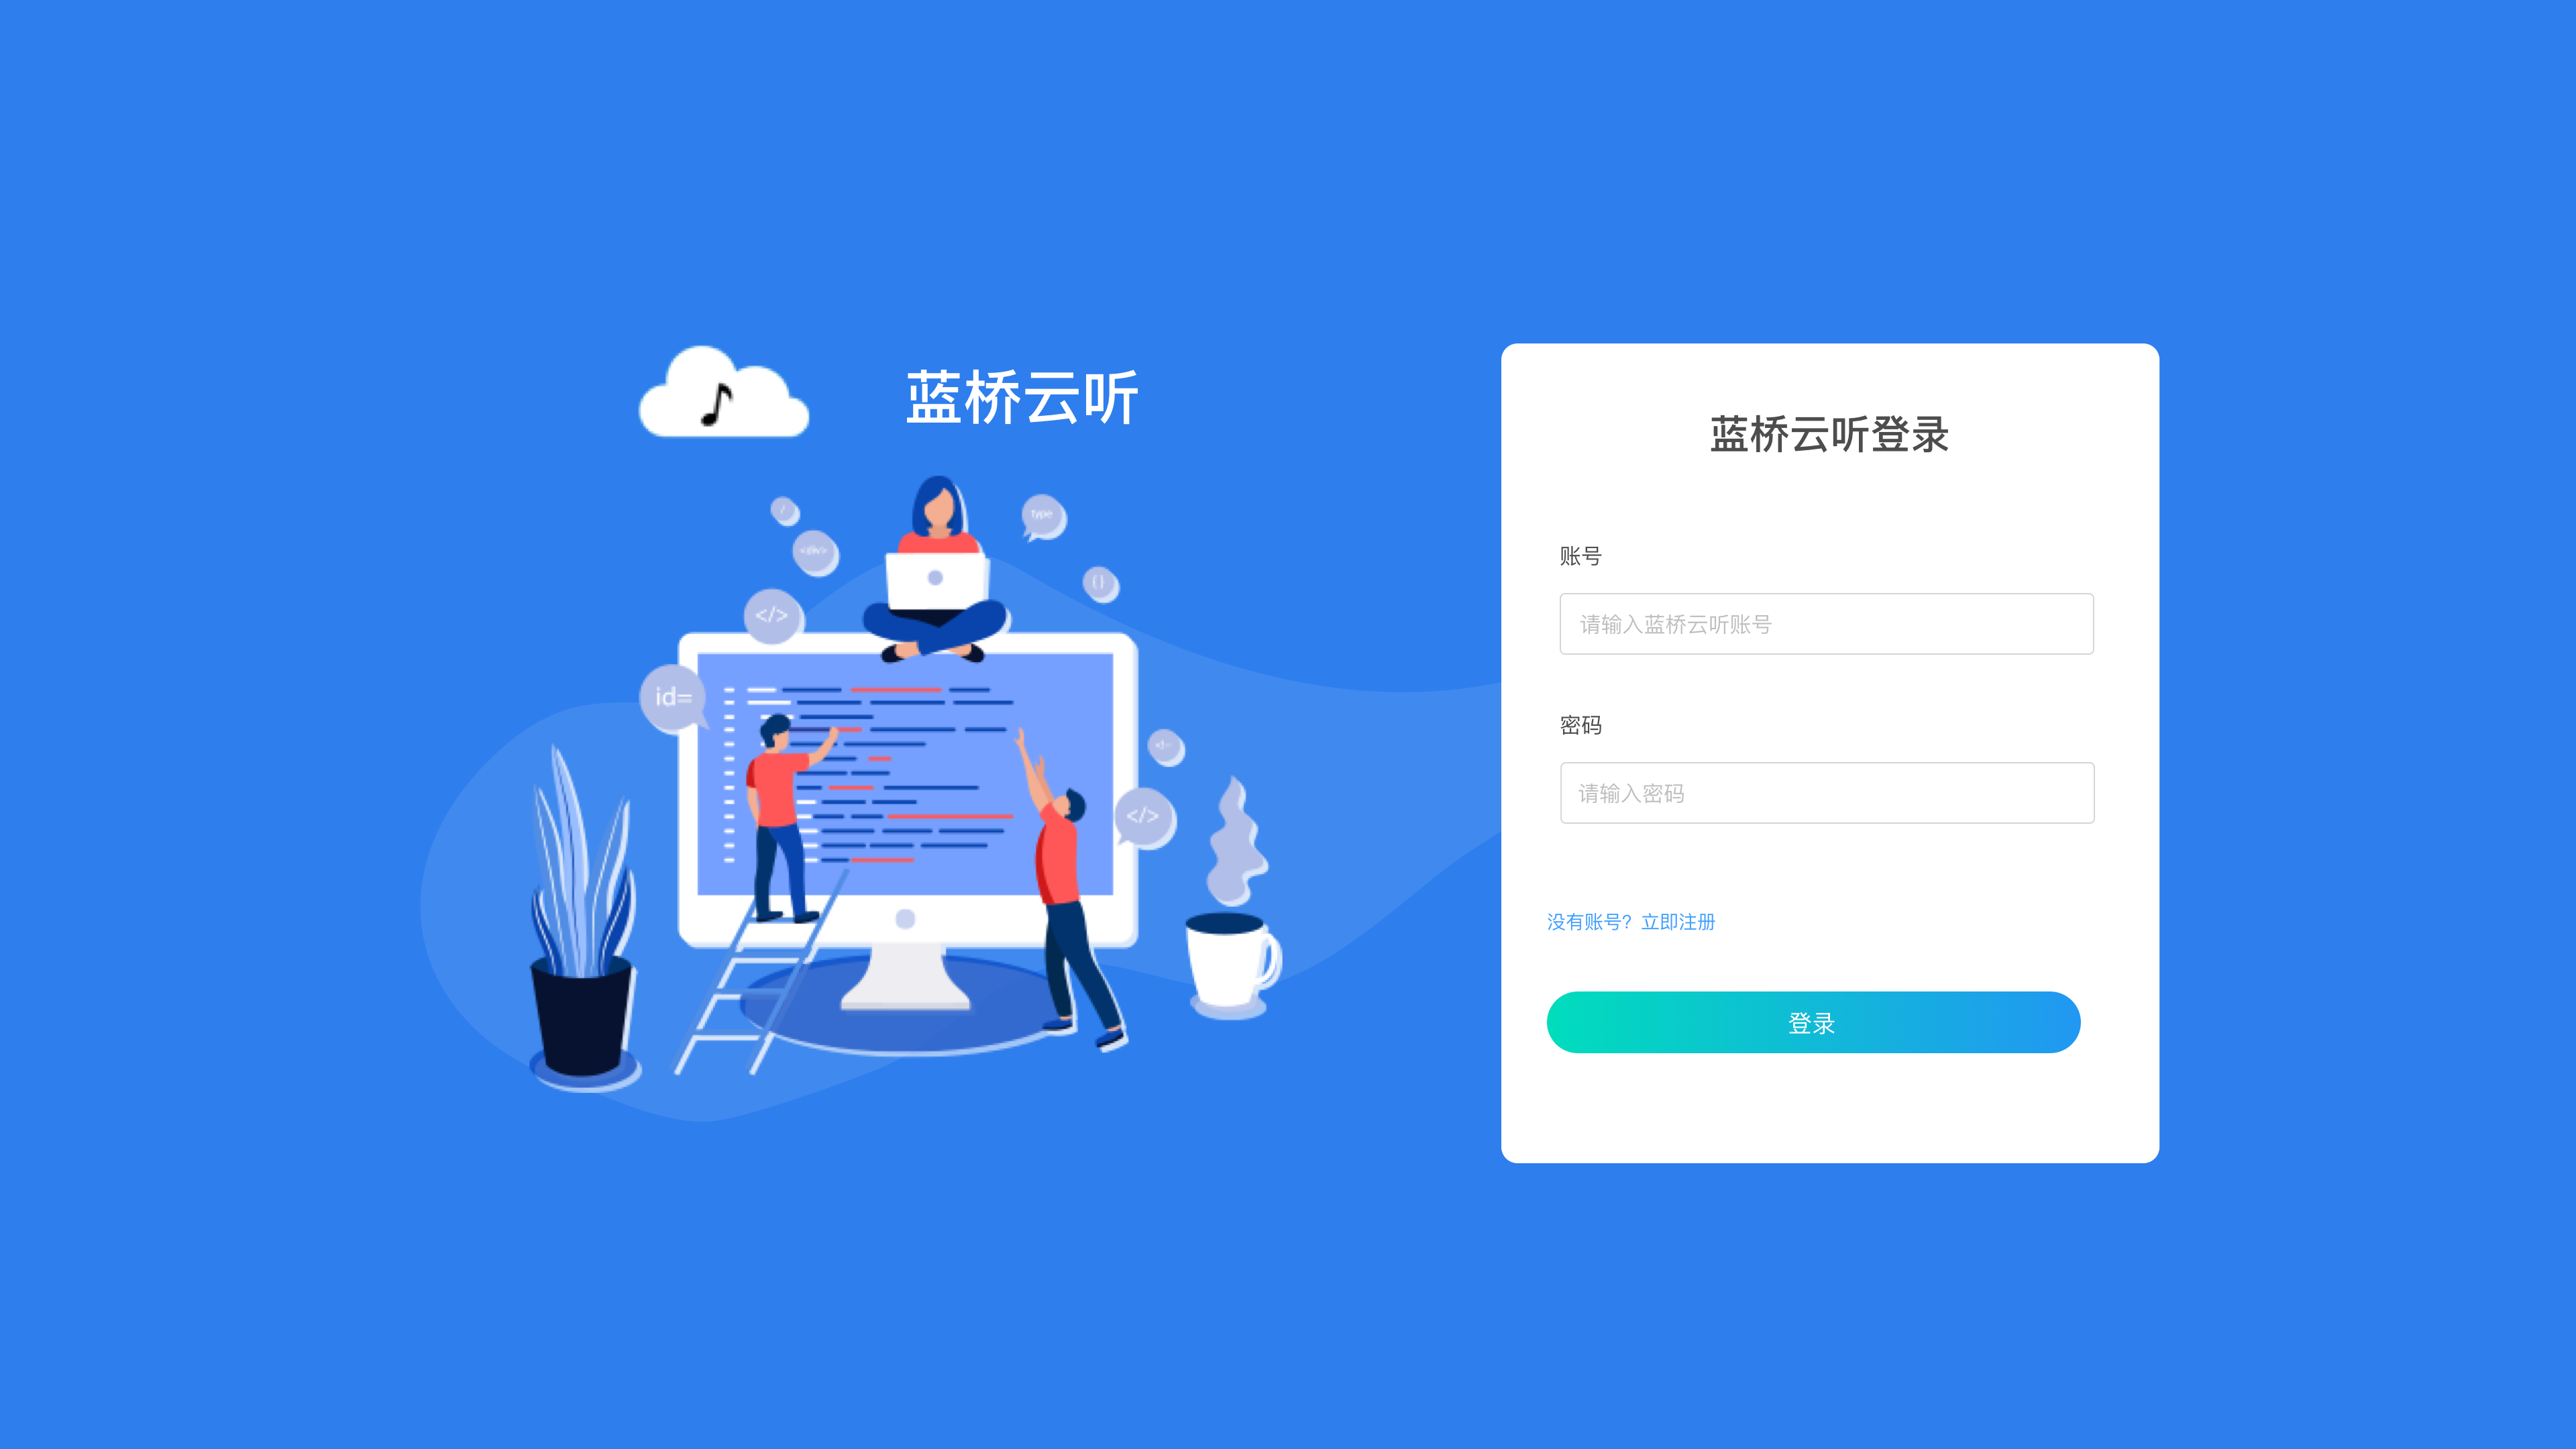 蓝桥云听
蓝桥云听登录
账号
请输入蓝桥云听账号
密码
请输入密码
没有账号？立即注册
登录
/
type
<div>
{}
</>
id=
</>